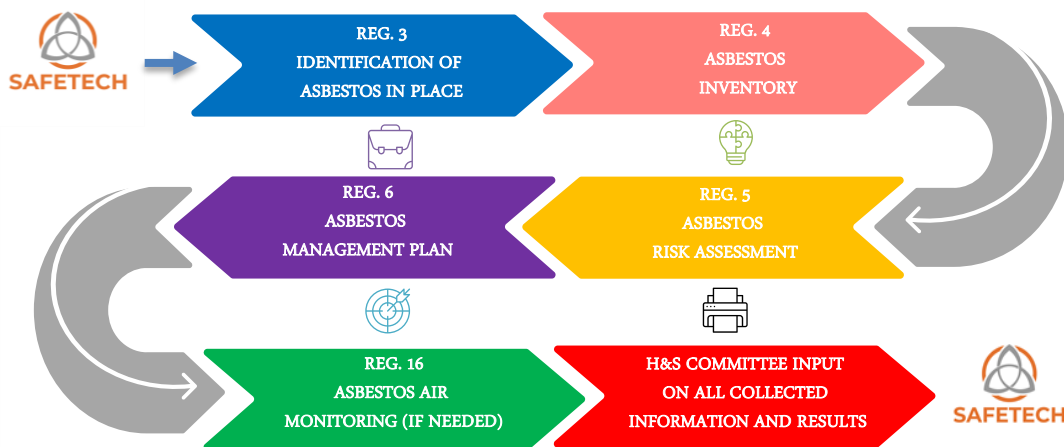 SAFETECH
REG. 3
IDENTIFICATION OF
ASBESTOS IN PLACE
REG. 4
ASBESTOS
INVENTORY
REG. 5
ASBESTOS
RISK ASSESSMENT
REG. 6
ASBESTOS
MANAGEMENT PLAN
REG. 16
ASBESTOS AIR
MONITORING (IF NEEDED)
H&S COMMITTEE INPUT
ON ALL COLLECTED
INFORMATION AND RESULTS
SAFETECH